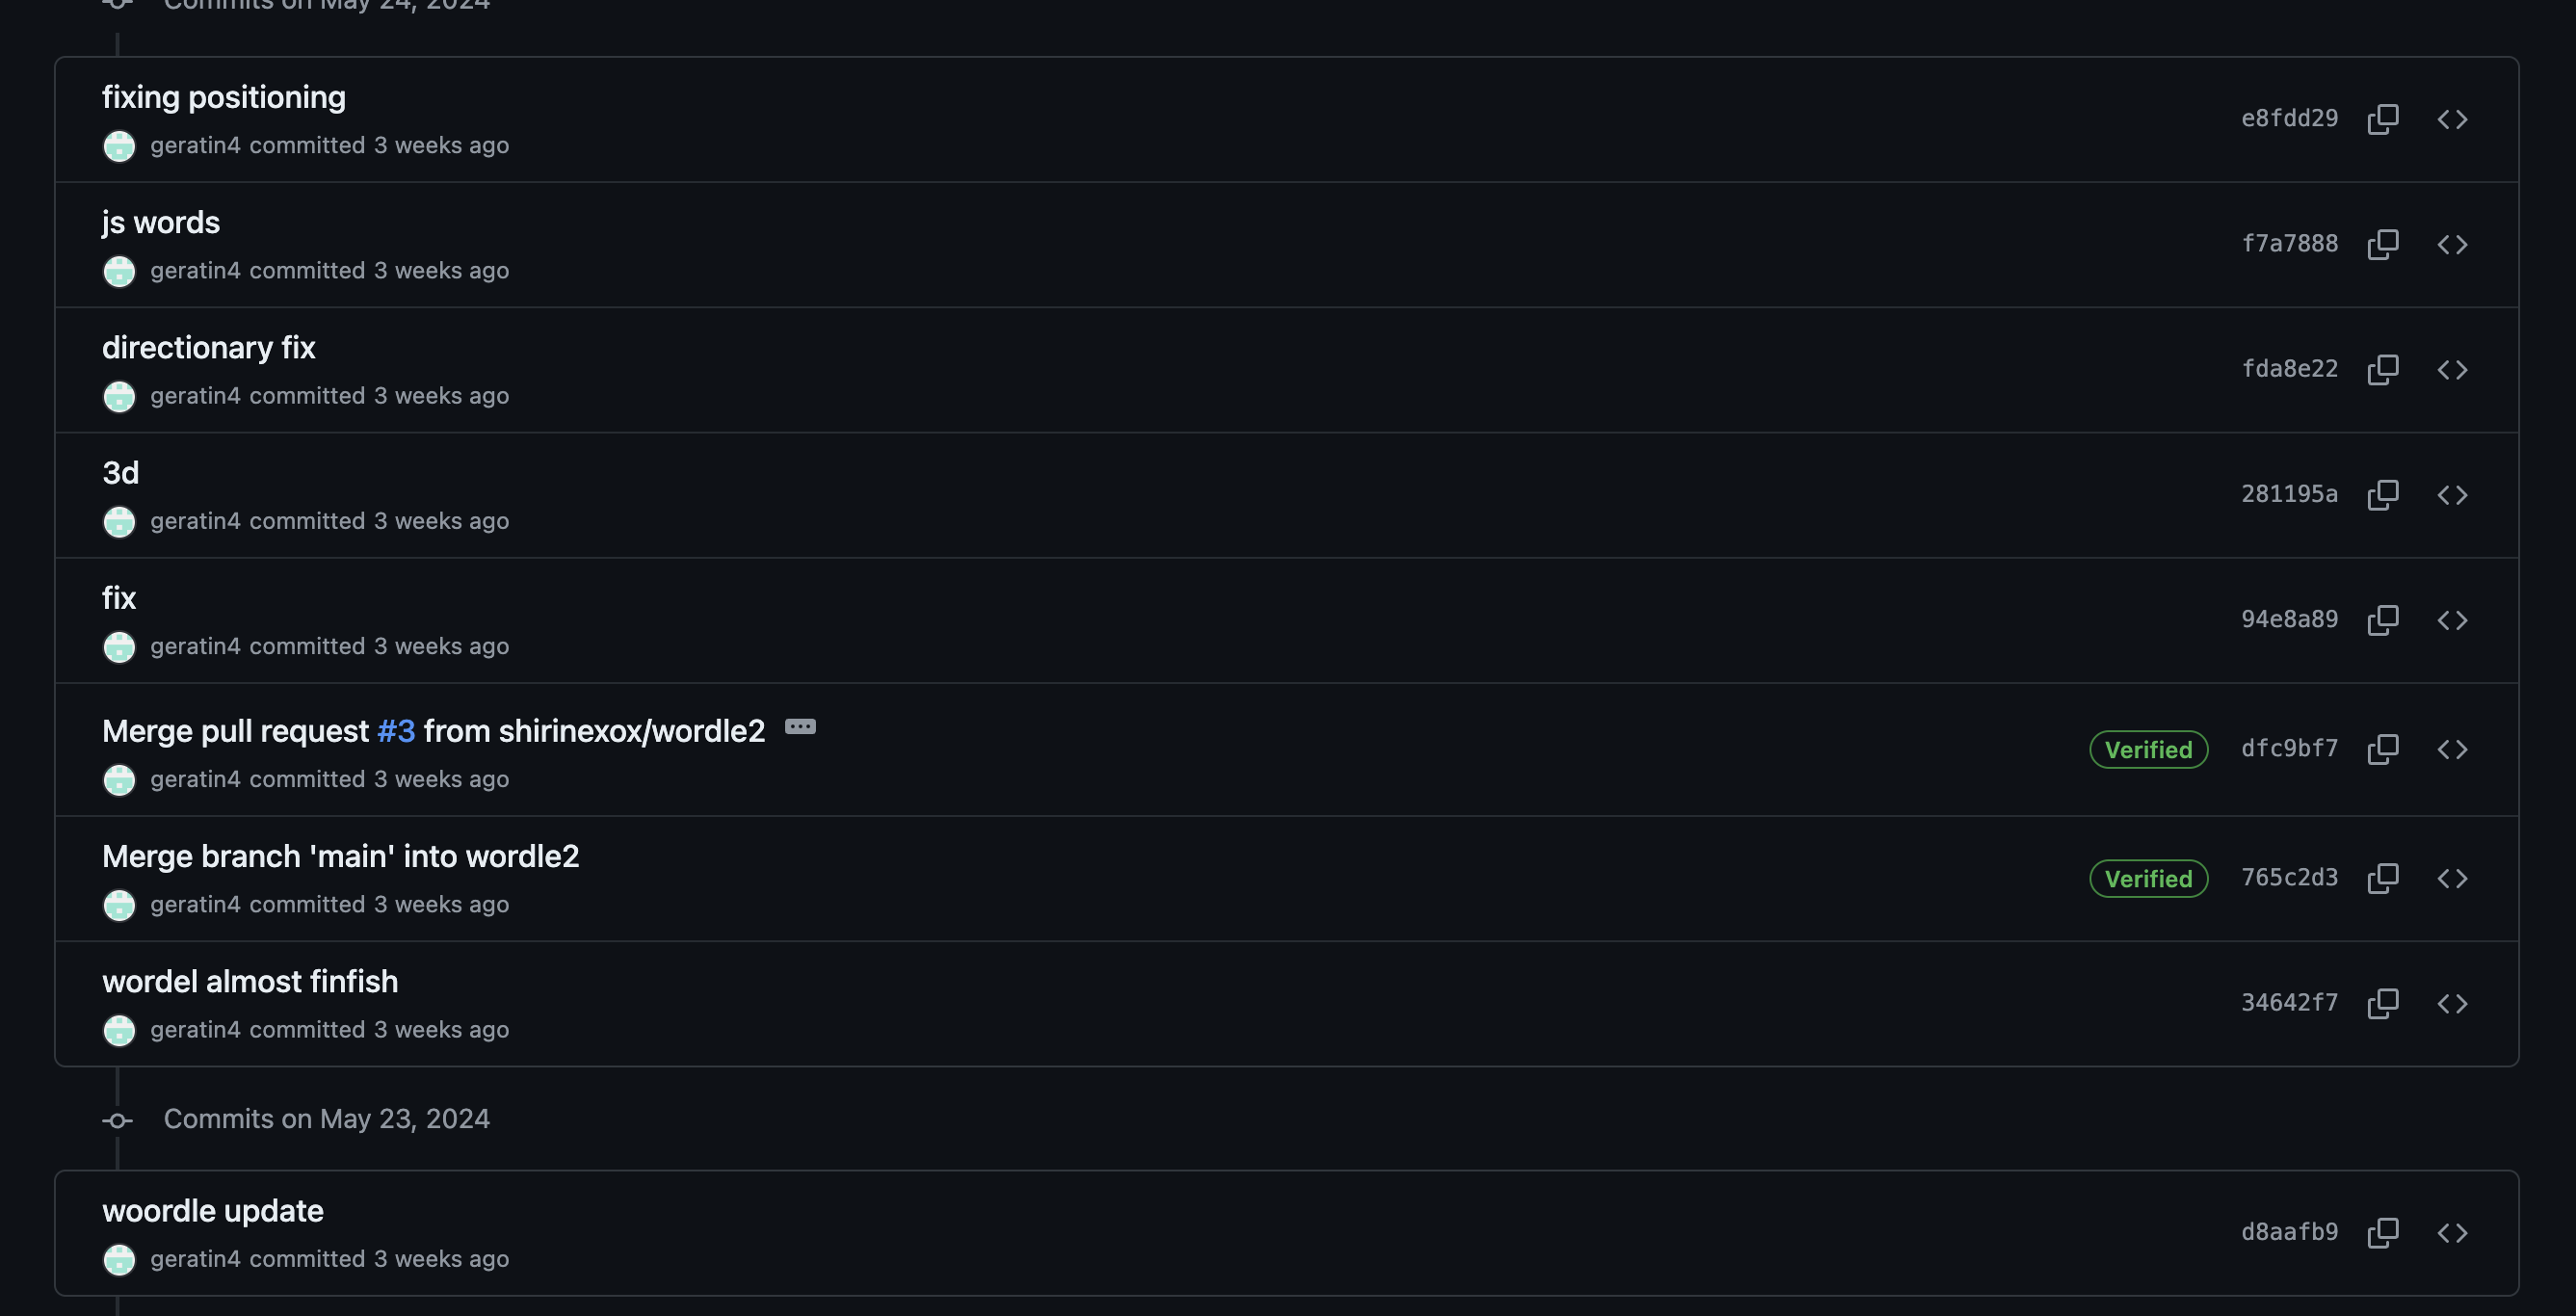 Commits on May 24, 2024
fixing positioning
geratin4 committed 3 weeks ago
e8fdd29
js words
geratin4 committed 3 weeks ago
f7a7888
directionary fix
geratin4 committed 3 weeks ago
fda8e22
3d
geratin4 committed 3 weeks ago
281195a
fix
geratin4 committed 3 weeks ago
94e8a89
Merge pull request #3 from shirinexox/wordle2
geratin4 committed 3 weeks ago
Verified dfc9bf7
Merge branch 'main' into wordle2
geratin4 committed 3 weeks ago
Verified 765c2d3
wordel almost finfish
geratin4 committed 3 weeks ago
34642f7
Commits on May 23, 2024
woordle update
geratin4 committed 3 weeks ago
d8aafb9